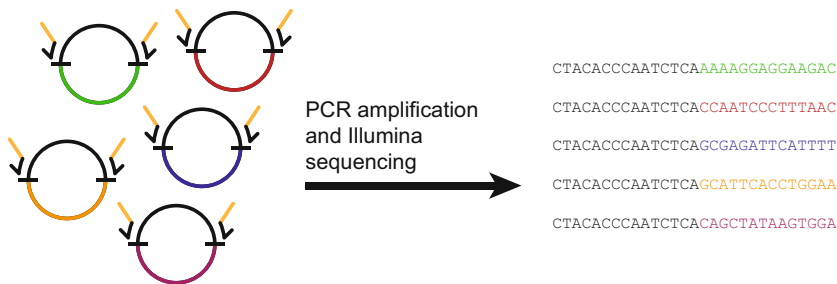 PCR amplification
and Illumina
sequencing
CTACACCCAATCTCAAAAAGGAGGAAGAC
CTACACCCAATCTCACCAATCCCTTTAAC
CTACACCCAATCTCAGCGAGATTCATTTT
CTACACCCAATCTCAGCATTCACCTGGAA
CTACACCCAATCTCACAGCTATAAGTGGA